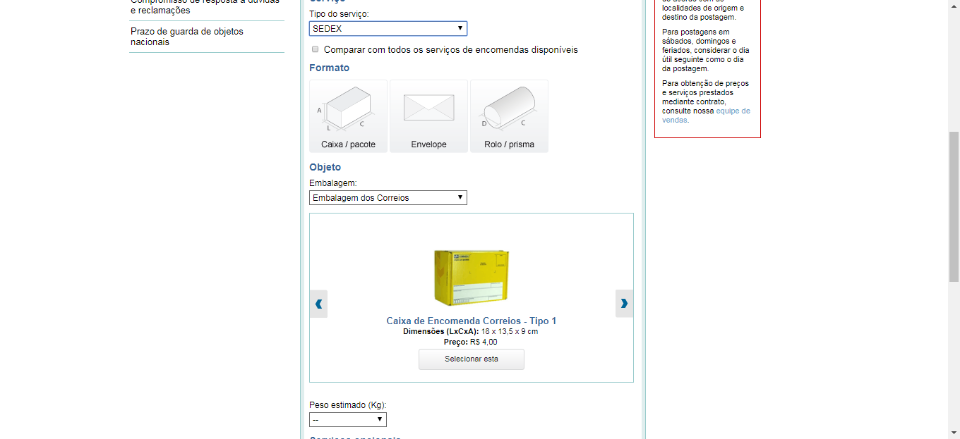 Compromisso de resposta a dúvidas
e reclamações
Prazo de guarda de objetos
nacionais
Serviço
Tipo do serviço:
SEDEX
Comparar com todos os serviços de encomendas disponíveis
Formato
A
L
C
Caixa / pacote
Envelope
D
C
Rolo / prisma
Objeto
Embalagem:
Embalagem dos Correios
Caixa de Encomenda Correios - Tipo 1
Dimensões (LxCxA): 18 x 13,5 x 9 cm
Preço: R$ 4,00
Selecionar esta
Peso estimado (Kg):
--
Serviços opcionais
de acordo com as
localidades de origem e
destino da postagem.
Para postagens em
sábados, domingos e
feriados, considerar o dia
útil seguinte como o dia
da postagem.
Para obtenção de preços
e serviços prestados
mediante contrato,
consulte nossa equipe de
vendas.